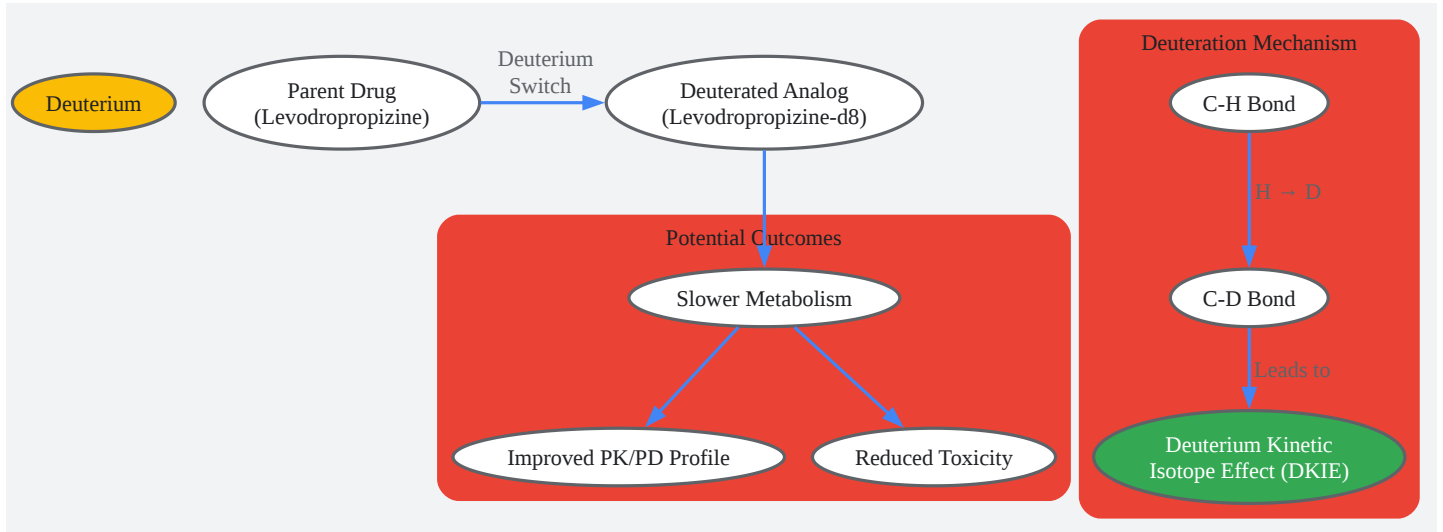 Deuterium
Parent Drug
(Levodropropizine)
Deuterium
Switch
Deuterated Analog
(Levodropropizine-d8)
Potential Outcomes
Slower Metabolism
Improved PK/PD Profile
Reduced Toxicity
Deuteration Mechanism
C-H Bond
H → D
C-D Bond
Leads to
Deuterium Kinetic
Isotope Effect (DKIE)